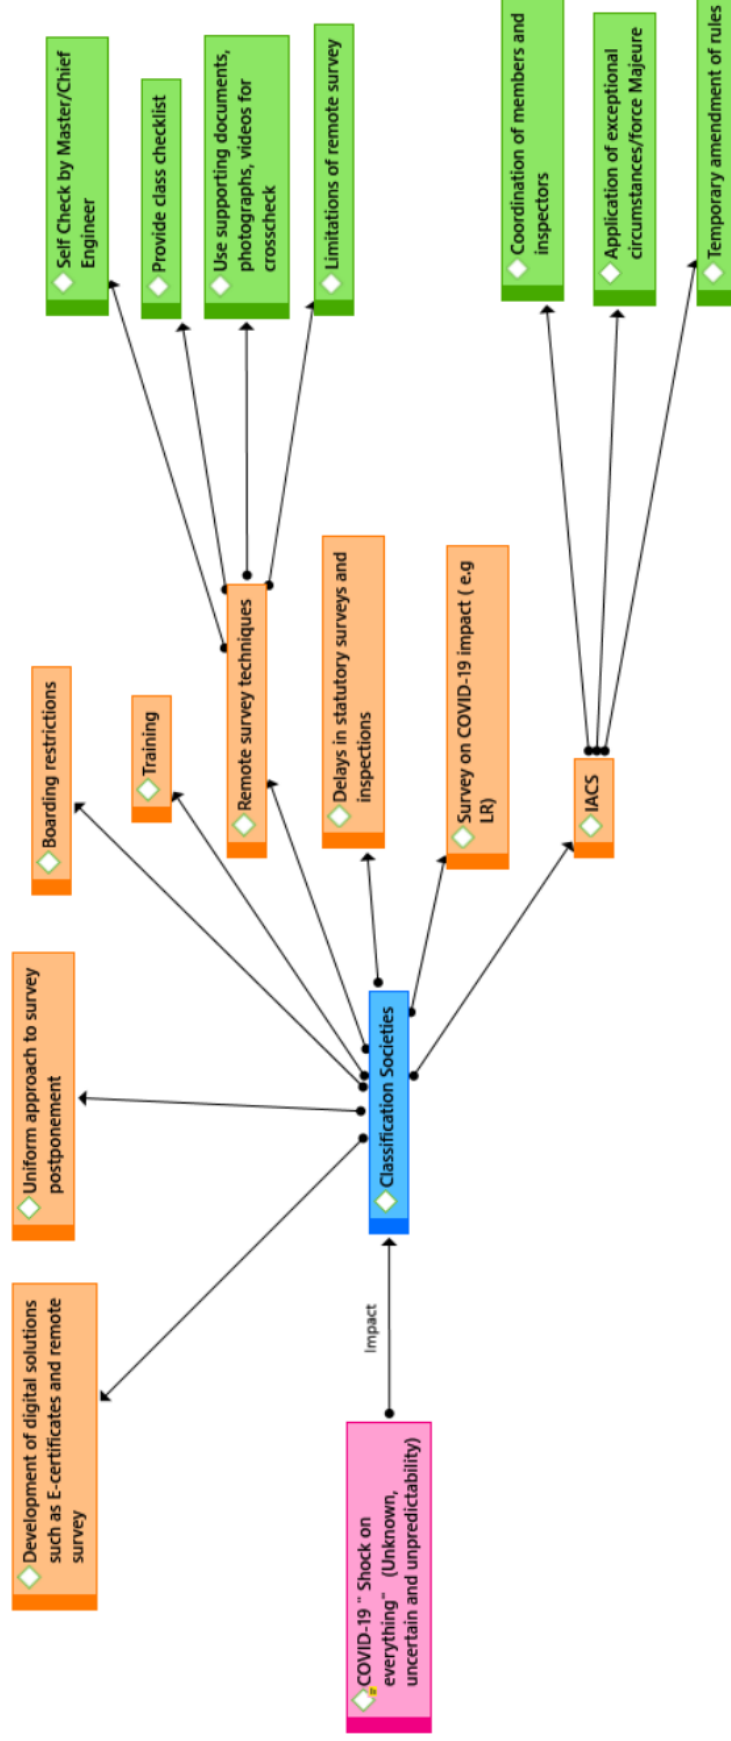 COVID-19 " Shock on
everything" (Unknown,
uncertain and unpredictability)
Impact
Classification Societies
Development of digital solutions
such as E-certificates and remote
survey
Uniform approach to survey
postponement
Boarding restrictions
Training
Remote survey techniques
Delays in statutory surveys and
inspections
Survey on COVID-19 impact ( e.g
LR)
IACS
Self Check by Master/Chief
Engineer
Provide class checklist
Use supporting documents,
photographs, videos for
crosscheck
Limitations of remote survey
Coordination of members and
inspectors
Application of exceptional
circumstances/force Majeure
Temporary amendment of rules